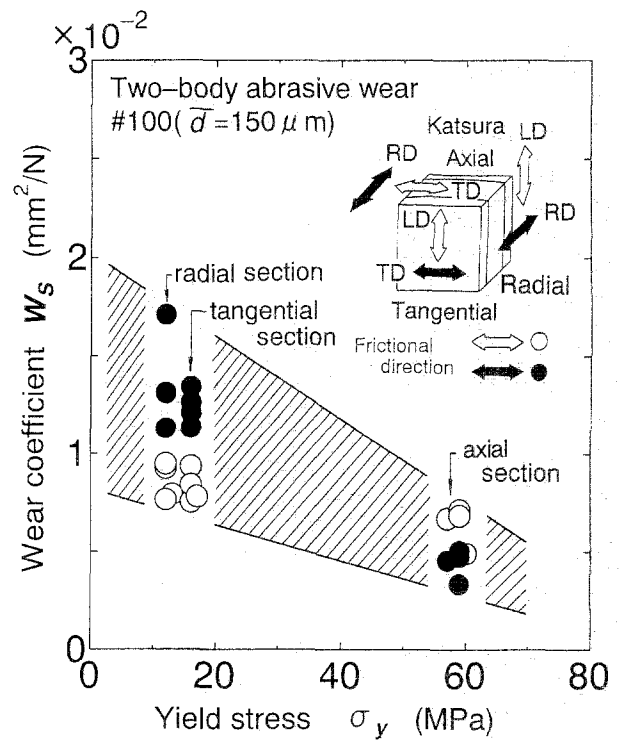 × 10⁻²
3
Two–body abrasive wear
#100( d̅ =150 μ m)
Katsura
LD
RD
Axial
TD
RD
LD
TD
Radial
Tangential
Frictional
direction
2
radial section
tangential
section
1
axial
section
0
0 20 40 60 80
Wear coefficient Ws (mm²/N)
Yield stress σy (MPa)